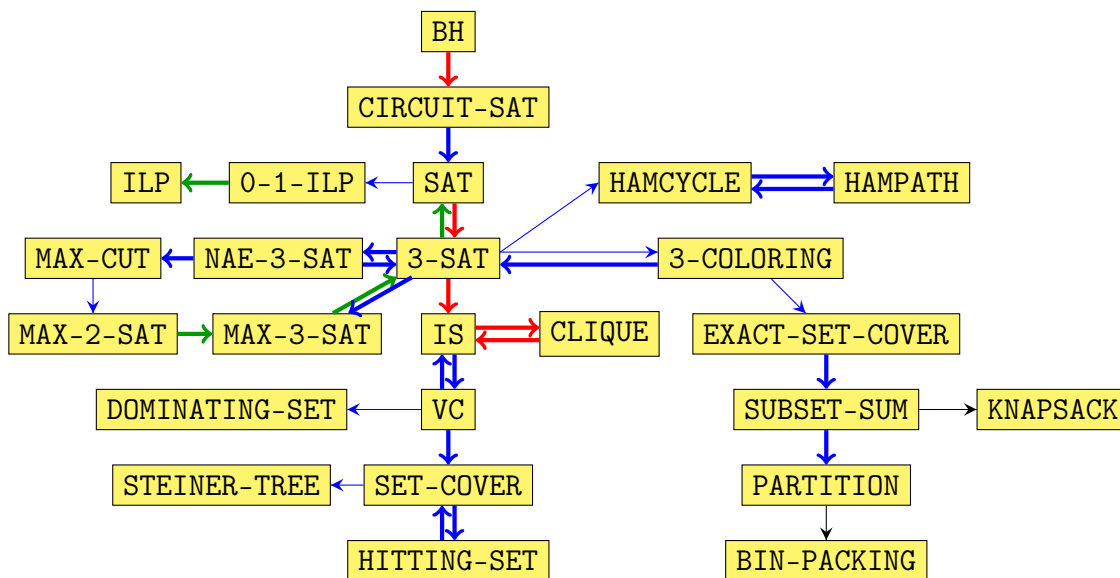 BH
CIRCUIT-SAT
ILP 0-1-ILP SAT HAMCYCLE HAMPATH
MAX-CUT NAE-3-SAT 3-SAT 3-COLORING
MAX-2-SAT MAX-3-SAT IS CLIQUE EXACT-SET-COVER
DOMINATING-SET VC SUBSET-SUM KNAPSACK
STEINER-TREE SET-COVER PARTITION
HITTING-SET BIN-PACKING